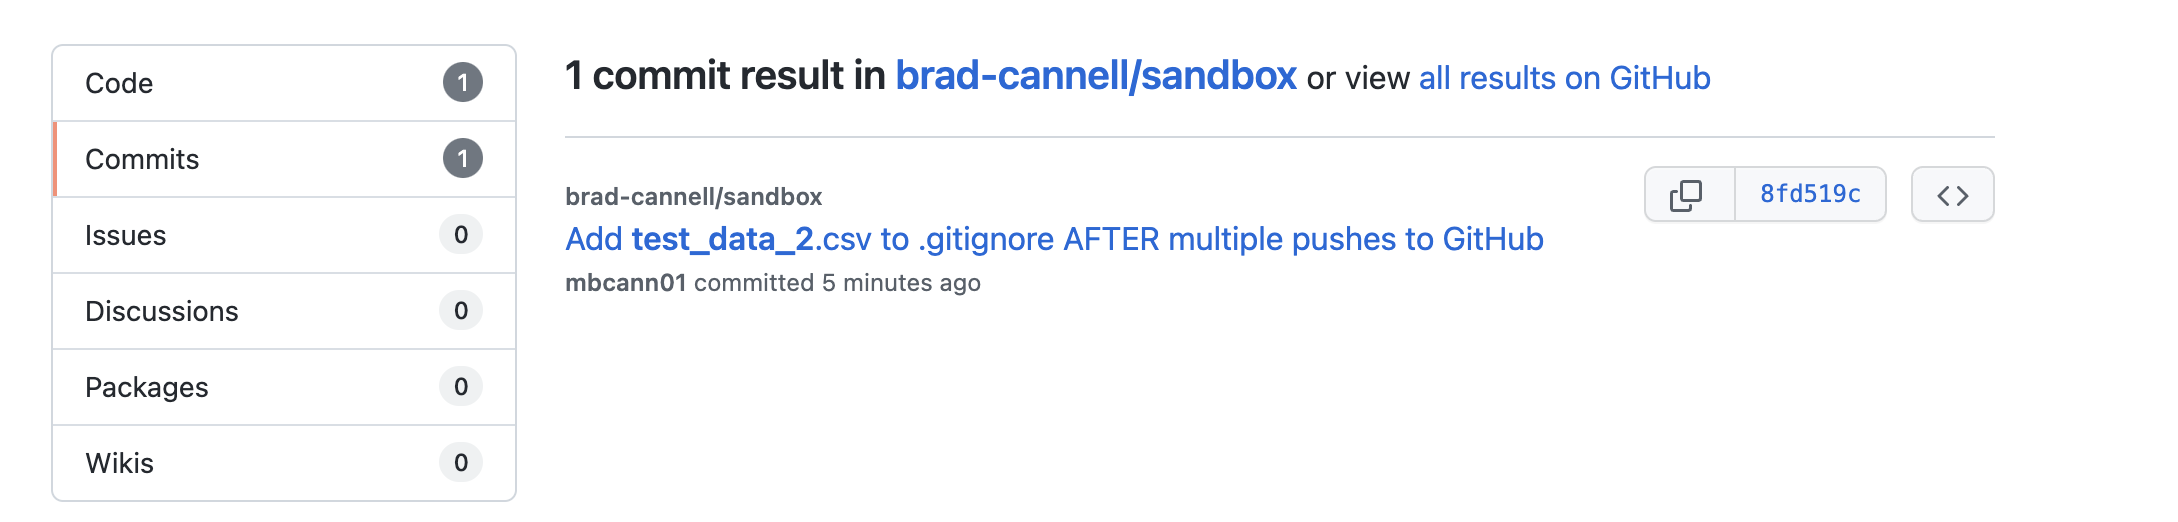 Code 1
Commits 1
Issues 0
Discussions 0
Packages 0
Wikis 0
1 commit result in brad-cannell/sandbox or view all results on GitHub
brad-cannell/sandbox
8fd519c
Add test_data_2.csv to .gitignore AFTER multiple pushes to GitHub
mbcann01 committed 5 minutes ago